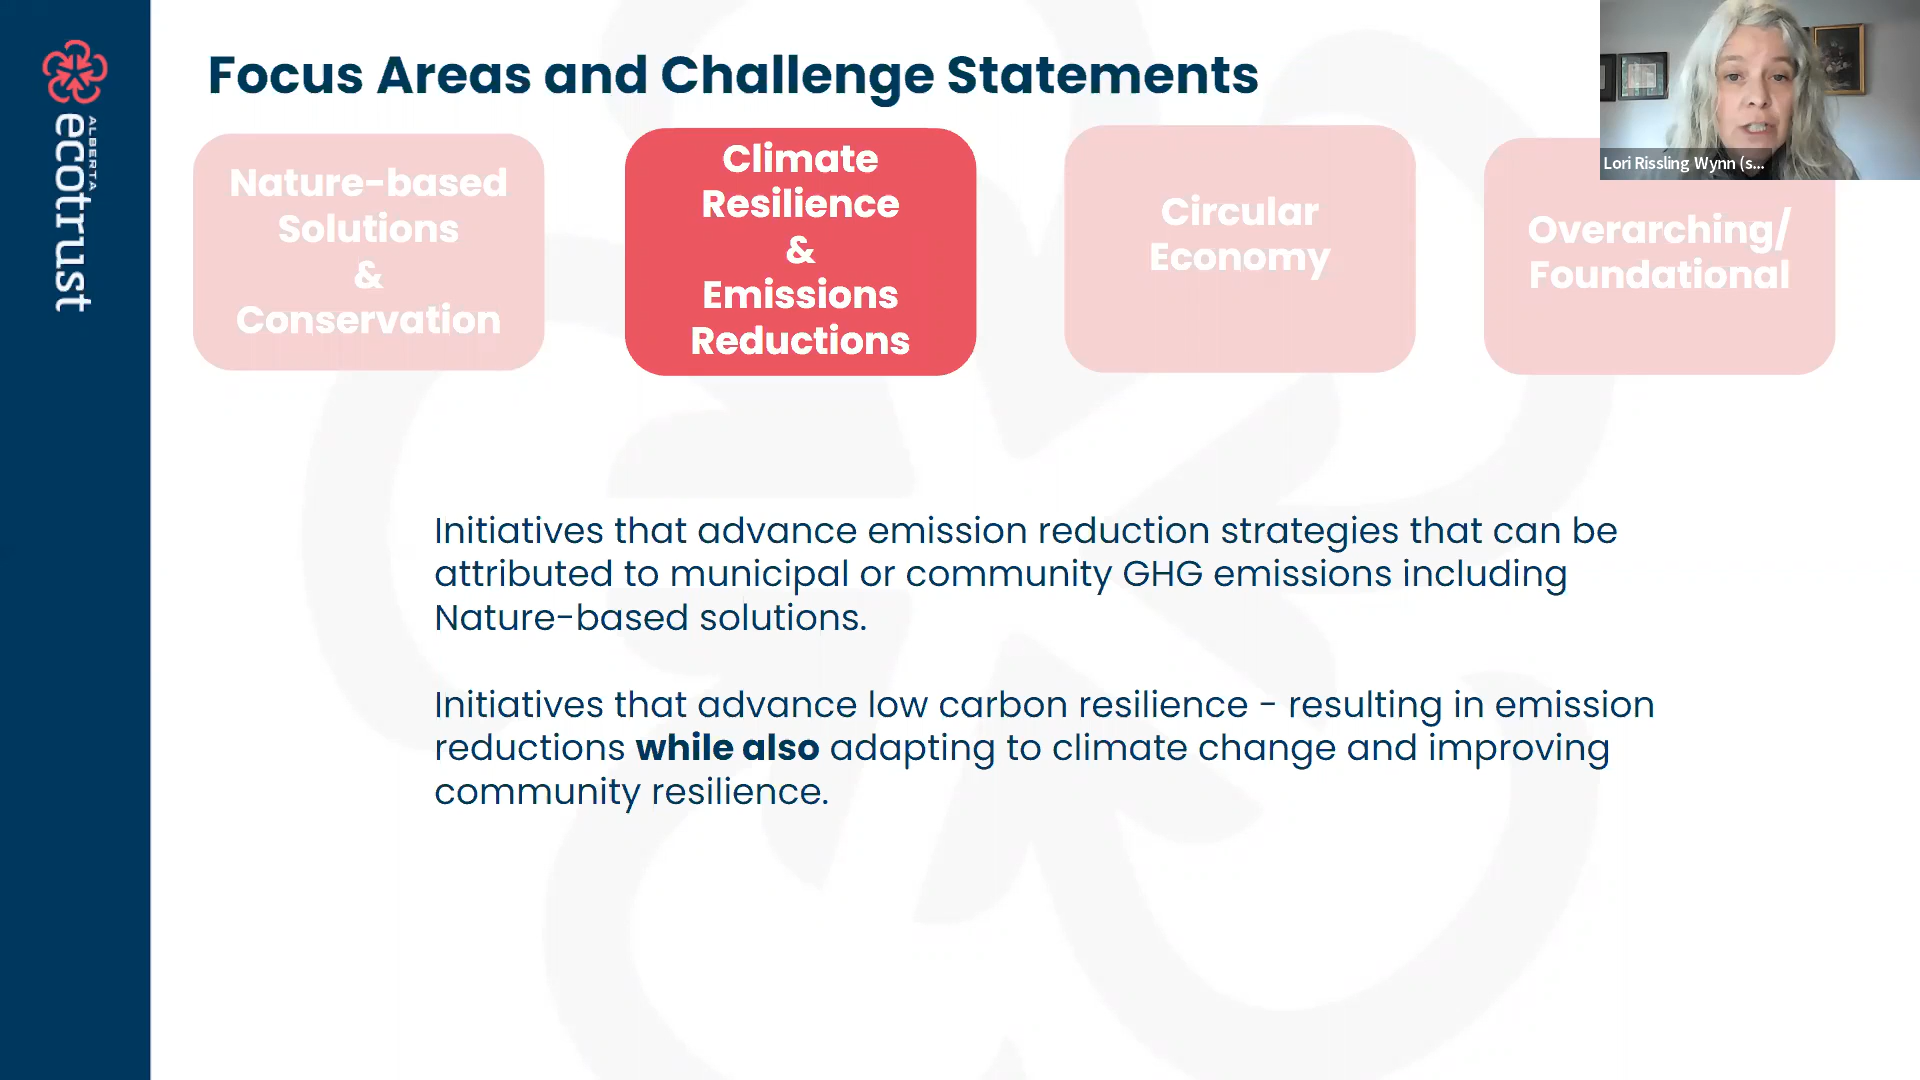 ALBERTA
ecotrust
Focus Areas and Challenge Statements
Nature-based
Solutions
&
Conservation
Climate
Resilience
&
Emissions
Reductions
Circular
Economy
Overarching/
Foundational
Lori Rissling Wynn (s...
Initiatives that advance emission reduction strategies that can be
attributed to municipal or community GHG emissions including
Nature-based solutions.
Initiatives that advance low carbon resilience - resulting in emission
reductions while also adapting to climate change and improving
community resilience.